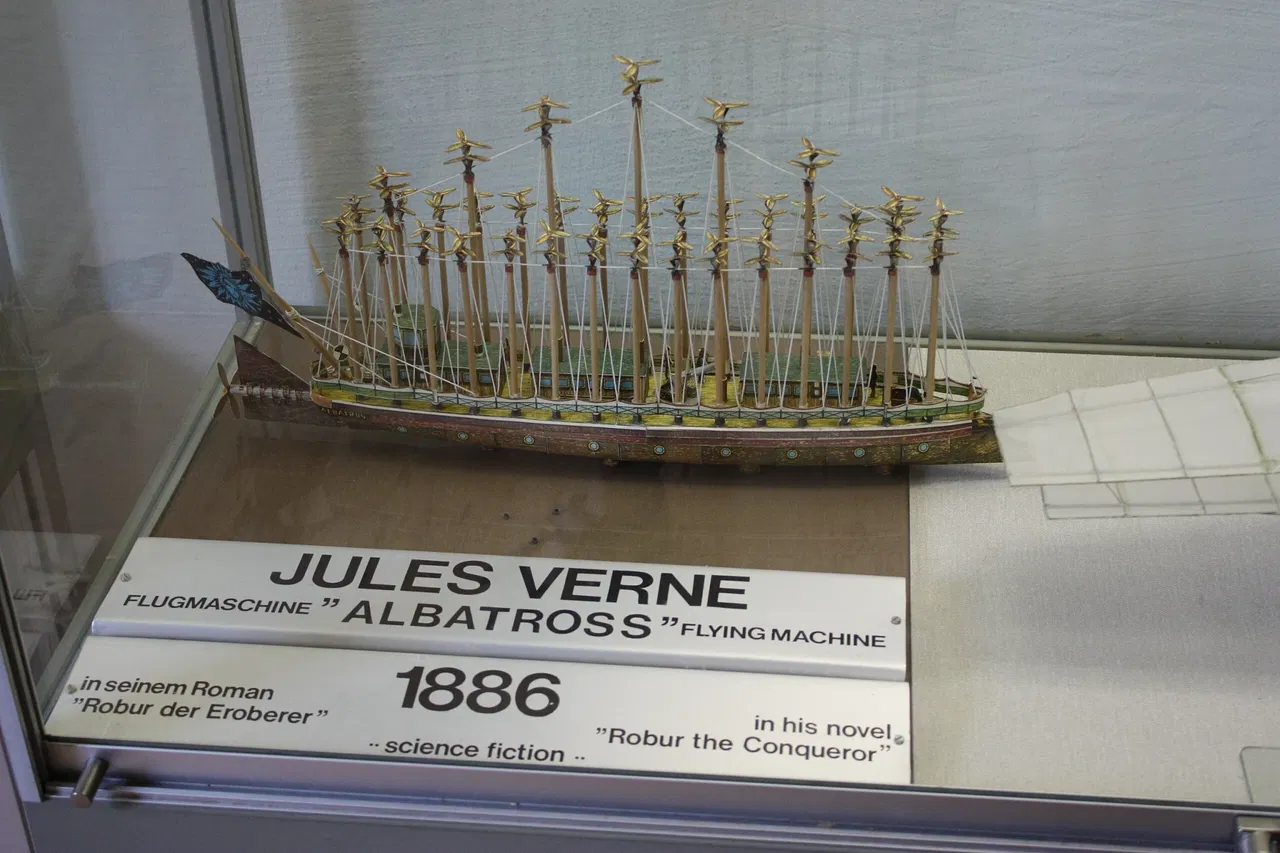 JULES VERNE
FLUGMASCHINE "ALBATROSS" FLYING MACHINE
1886
in seinem Roman
"Robur der Eroberer"
in his novel
"Robur the Conqueror"
.. science fiction ..